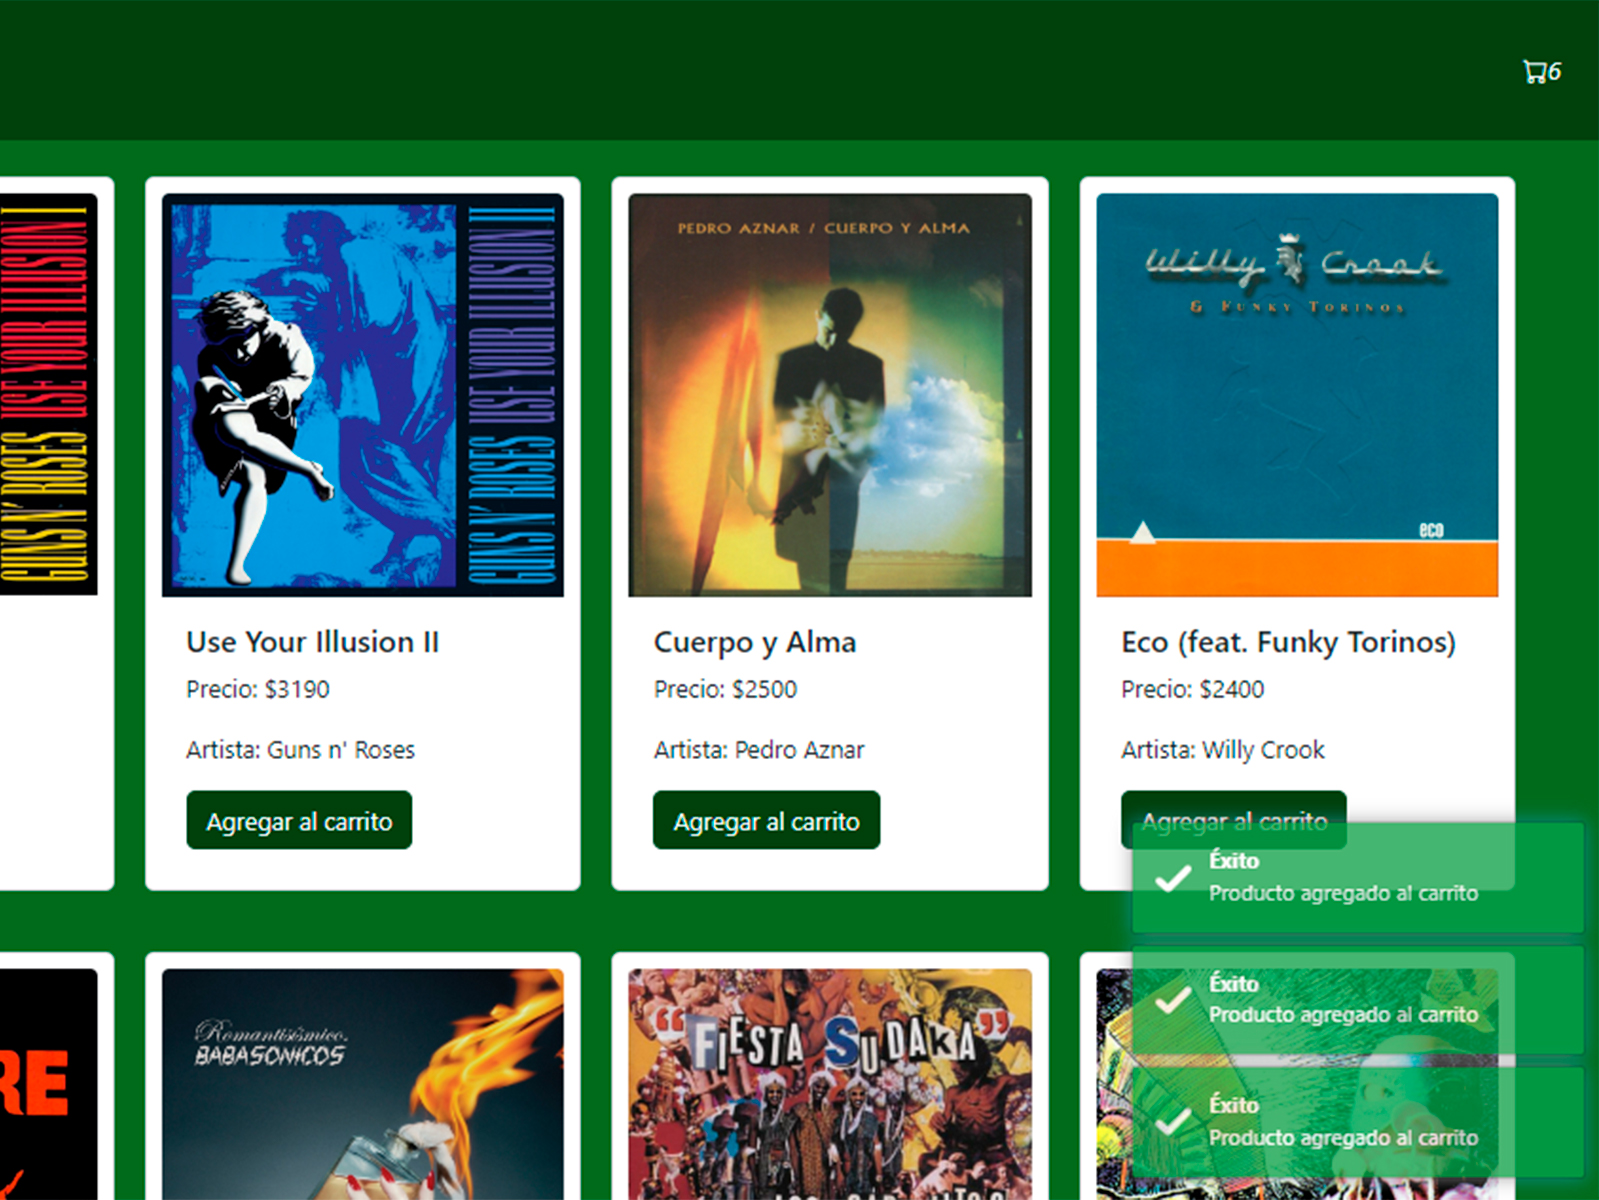 6
GUNS N' ROSES USE YOUR ILLUSION I
GUNS N' ROSES USE YOUR ILLUSION II
PEDRO AZNAR / CUERPO Y ALMA
Willy Crook
& FUNKY TORINOS
eco
Use Your Illusion II
Precio: $3190
Artista: Guns n' Roses
Agregar al carrito
Cuerpo y Alma
Precio: $2500
Artista: Pedro Aznar
Agregar al carrito
Eco (feat. Funky Torinos)
Precio: $2400
Artista: Willy Crook
Agregar al carrito
Éxito
Producto agregado al carrito
Éxito
Producto agregado al carrito
Éxito
Producto agregado al carrito
RE
Romantisísmico.
BABASONICOS
"FIESTA SUDAKA"